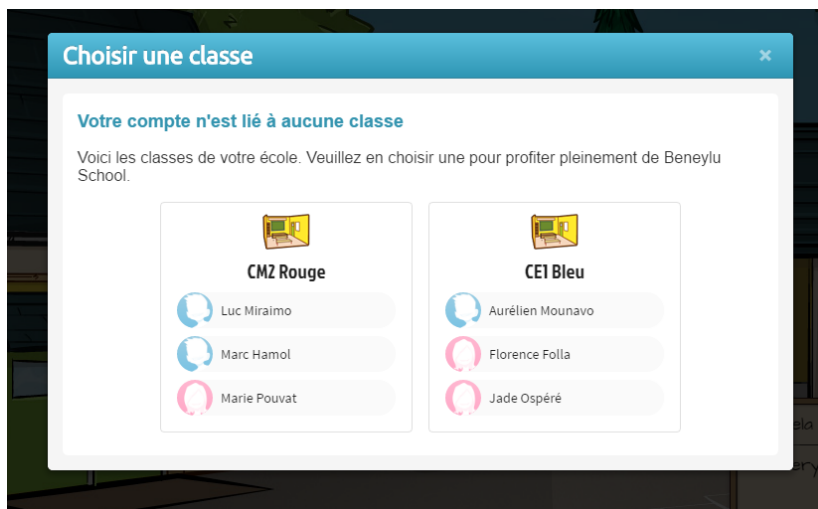 Choisir une classe
×
Votre compte n'est lié à aucune classe
Voici les classes de votre école. Veuillez en choisir une pour profiter pleinement de Beneylu
School.
CM2 Rouge
Luc Miraimo
Marc Hamol
Marie Pouvat
CE1 Bleu
Aurélien Mounavo
Florence Folla
Jade Ospéré
ela
ery